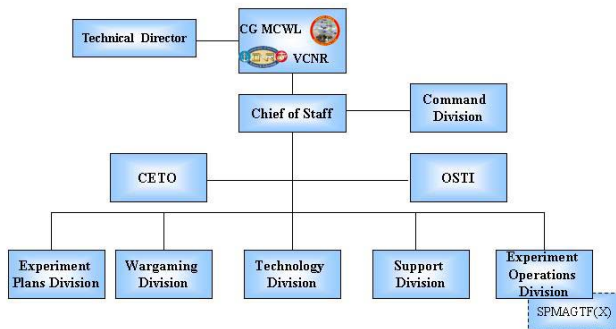 Technical Director
CG MCWL
VCNR
Chief of Staff
Command
Division
CETO
OSTI
Experiment
Plans Division
Wargaming
Division
Technology
Division
Support
Division
Experiment
Operations
Division
SPMAGTF(X)